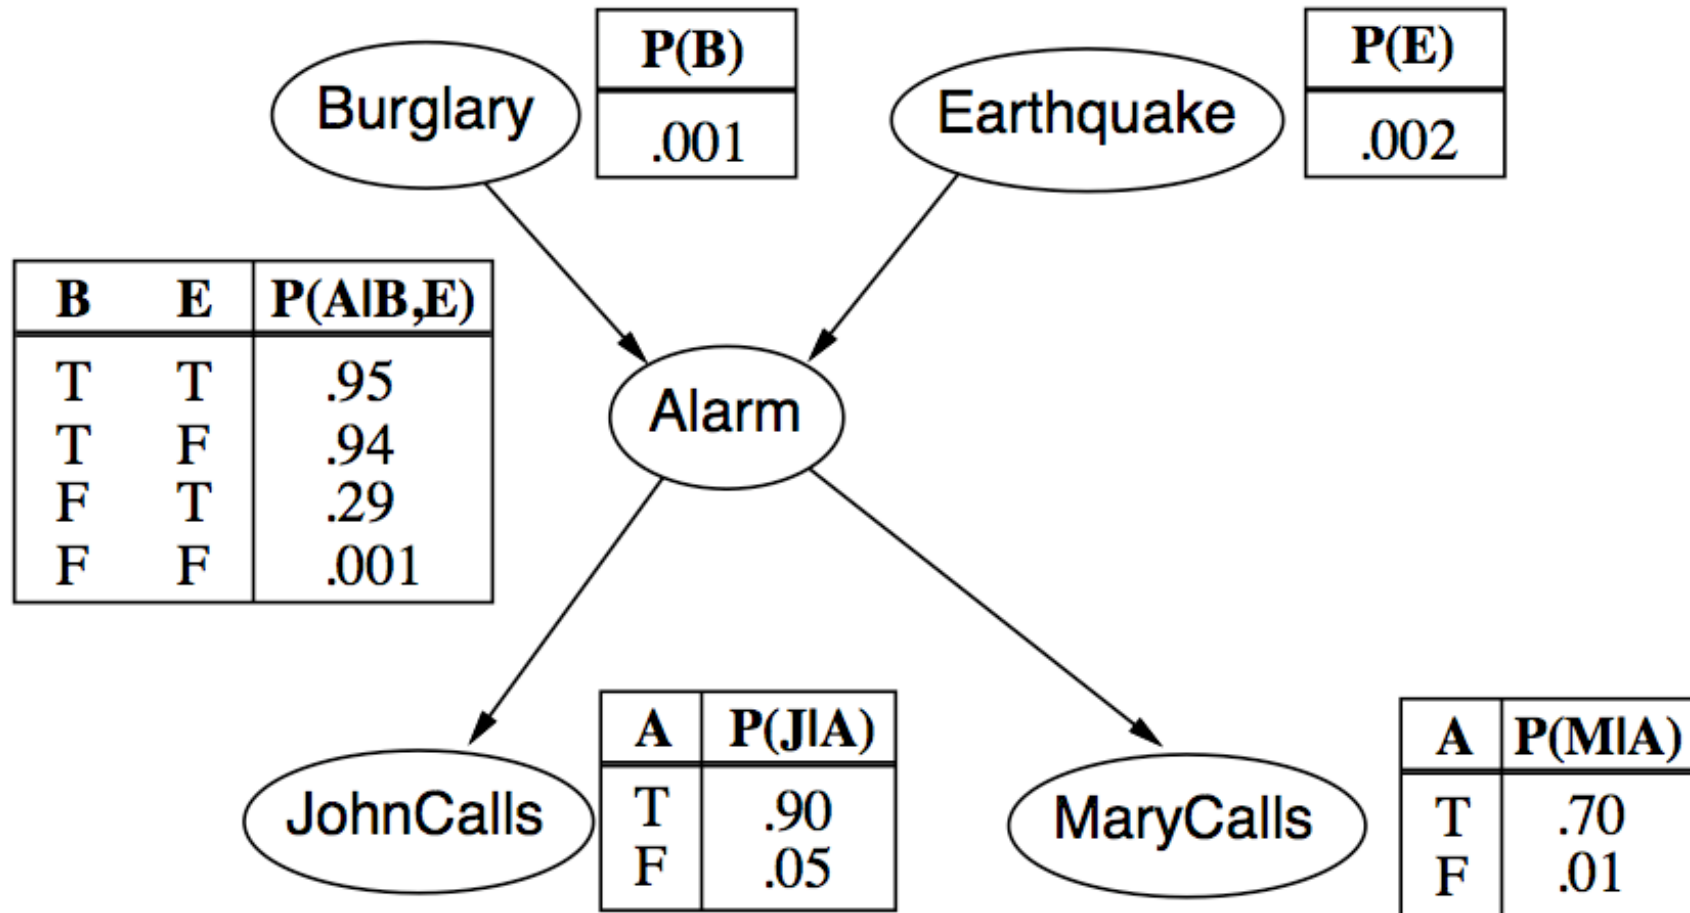 Burglary
P(B)
.001
Earthquake
P(E)
.002
B E P(A|B,E)
T T .95
T F .94
F T .29
F F .001
Alarm
JohnCalls
A P(J|A)
T .90
F .05
MaryCalls
A P(M|A)
T .70
F .01